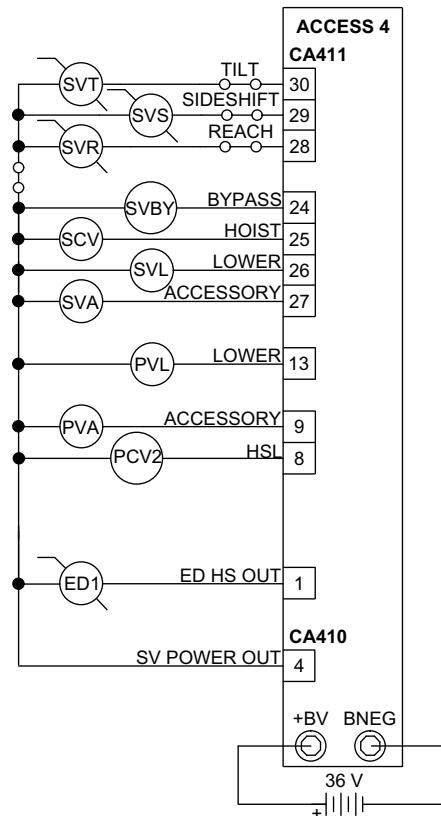 ACCESS 4
CA411
SVT TILT 30
SVS SIDESHIFT 29
SVR REACH 28
SVBY BYPASS 24
SCV HOIST 25
SVL LOWER 26
SVA ACCESSORY 27
PVL LOWER 13
PVA ACCESSORY 9
PCV2 HSL 8
ED1 ED HS OUT 1
CA410
SV POWER OUT 4
+BV BNEG
36 V
+